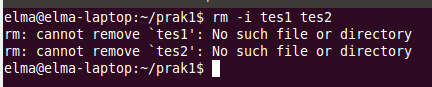 elma@elma-laptop:~/prak1$ rm -i tes1 tes2
rm: cannot remove `tes1': No such file or directory
rm: cannot remove `tes2': No such file or directory
elma@elma-laptop:~/prak1$